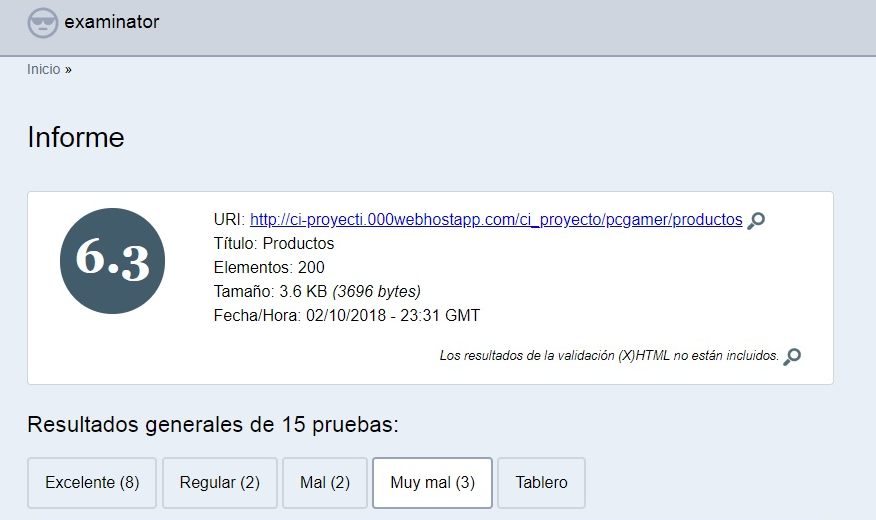 examinator
Inicio »
Informe
6.3
URI: http://ci-proyecti.000webhostapp.com/ci_proyecto/pcgamer/productos
Título: Productos
Elementos: 200
Tamaño: 3.6 KB (3696 bytes)
Fecha/Hora: 02/10/2018 - 23:31 GMT
Los resultados de la validación (X)HTML no están incluidos.
Resultados generales de 15 pruebas:
Excelente (8) Regular (2) Mal (2) Muy mal (3) Tablero